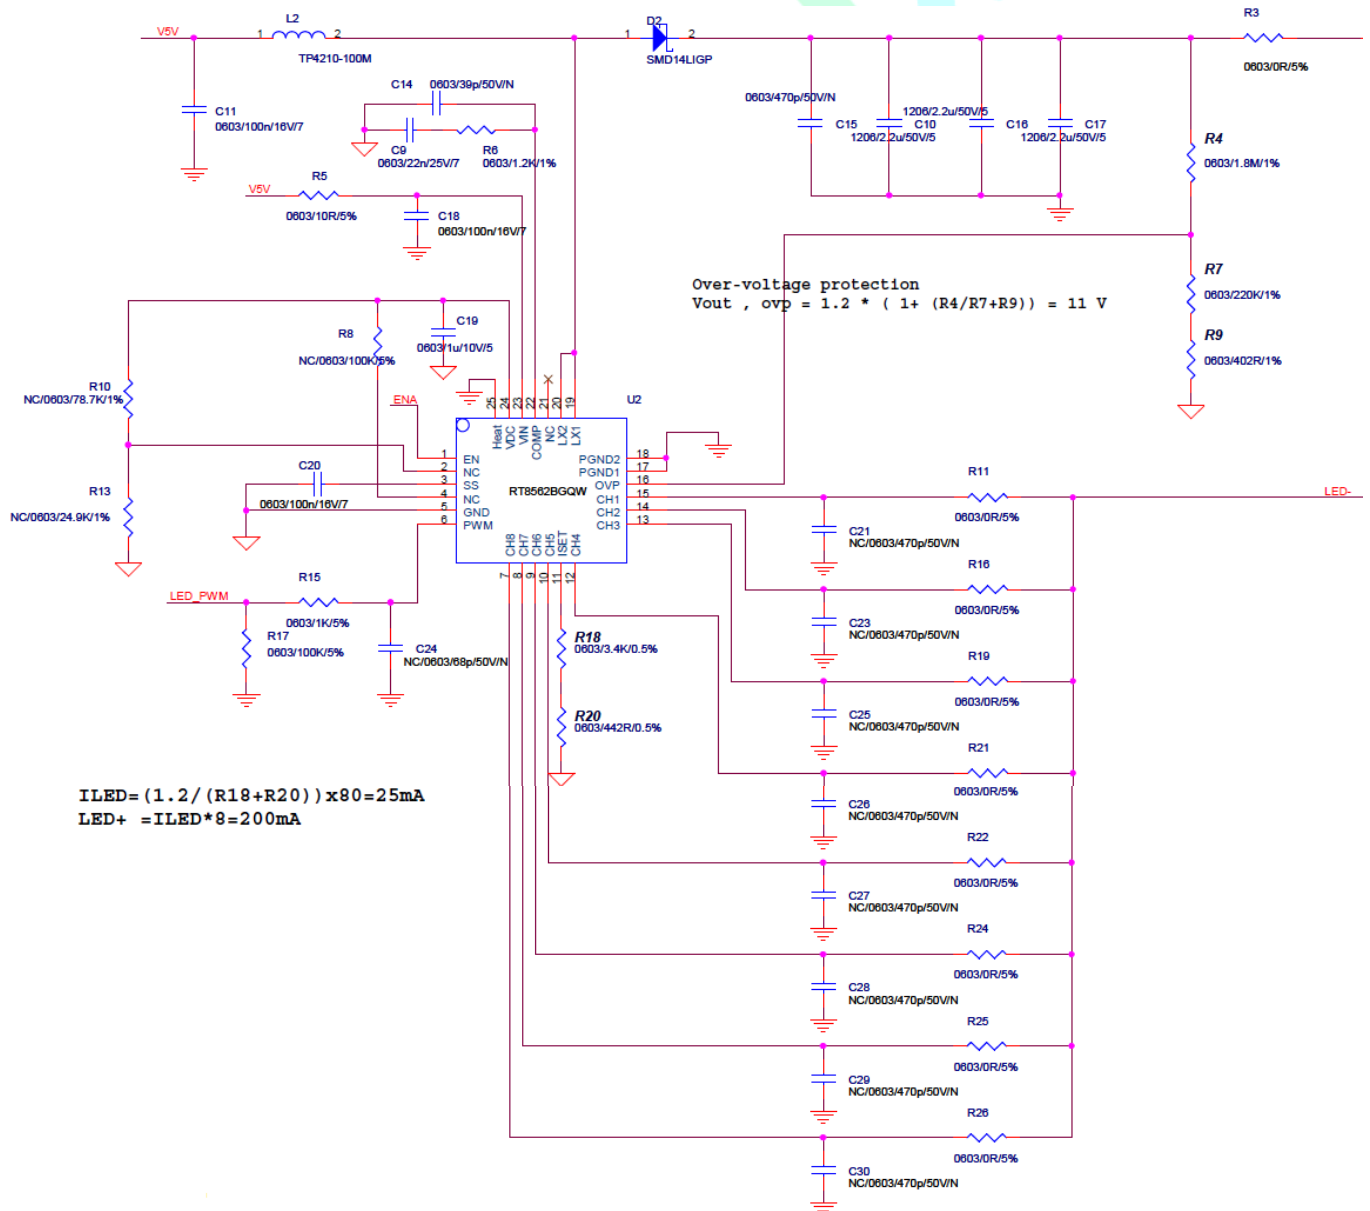 V5V
L2
1
2
TP4210-100M
D2
1
2
SMD14LIGP
R3
0603/0R/5%
C11
0603/100n/16V/7
C14
0603/39p/50V/N
C9
0603/22n/25V/7
R6
0603/1.2K/1%
0603/470p/50V/N
C15
1206/2.2u/50V/5
C10
1206/2.2u/50V/5
C16
C17
1206/2.2u/50V/5
R4
0603/1.8M/1%
V5V
R5
0603/10R/5%
C18
0603/100n/16V/7
Over-voltage protection
Vout , ovp = 1.2 * ( 1+ (R4/R7+R9)) = 11 V
R7
0603/220K/1%
R9
0603/402R/1%
R8
NC/0603/100K/5%
C19
0603/1u/10V/5
R10
NC/0603/78.7K/1%
ENA
U2
25
24
23
22
21
20
19
Heat
VDC
VIN
COMP
NC
LX2
LX1
1
EN
2
NC
3
SS
4
NC
5
GND
6
PWM
RT8562BGQW
PGND2
18
PGND1
17
OVP
16
CH1
15
CH2
14
CH3
13
CH8
CH7
CH6
CH5
ISET
CH4
7
8
9
10
11
12
C20
0603/100n/16V/7
R13
NC/0603/24.9K/1%
R11
0603/0R/5%
LED-
C21
NC/0603/470p/50V/N
LED_PWM
R15
0603/1K/5%
R17
0603/100K/5%
C24
NC/0603/68p/50V/N
R16
0603/0R/5%
C23
NC/0603/470p/50V/N
R18
0603/3.4K/0.5%
R20
0603/442R/0.5%
R19
0603/0R/5%
C25
NC/0603/470p/50V/N
R21
0603/0R/5%
C26
NC/0603/470p/50V/N
ILED=(1.2/(R18+R20))x80=25mA
LED+ =ILED*8=200mA
R22
0603/0R/5%
C27
NC/0603/470p/50V/N
R24
0603/0R/5%
C28
NC/0603/470p/50V/N
R25
0603/0R/5%
C29
NC/0603/470p/50V/N
R26
0603/0R/5%
C30
NC/0603/470p/50V/N